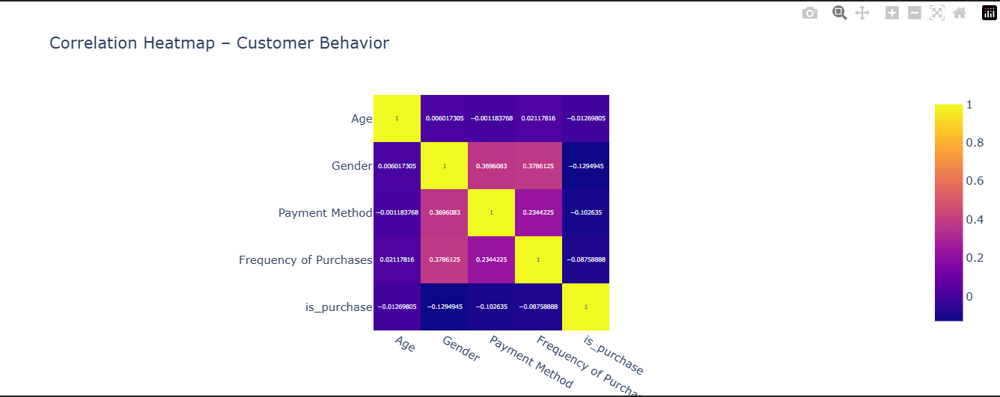 Correlation Heatmap – Customer Behavior
Age
1
0.006017305
−0.001183768
0.02117816
−0.01269805
Gender
0.006017305
1
0.3696083
0.3786125
−0.1294945
Payment Method
−0.001183768
0.3696083
1
0.2344225
−0.102635
Frequency of Purchases
0.02117816
0.3786125
0.2344225
1
−0.08758888
is_purchase
−0.01269805
−0.1294945
−0.102635
−0.08758888
1
Age
Gender
Payment Method
Frequency of Purcha
is_purchase
1
0.8
0.6
0.4
0.2
0